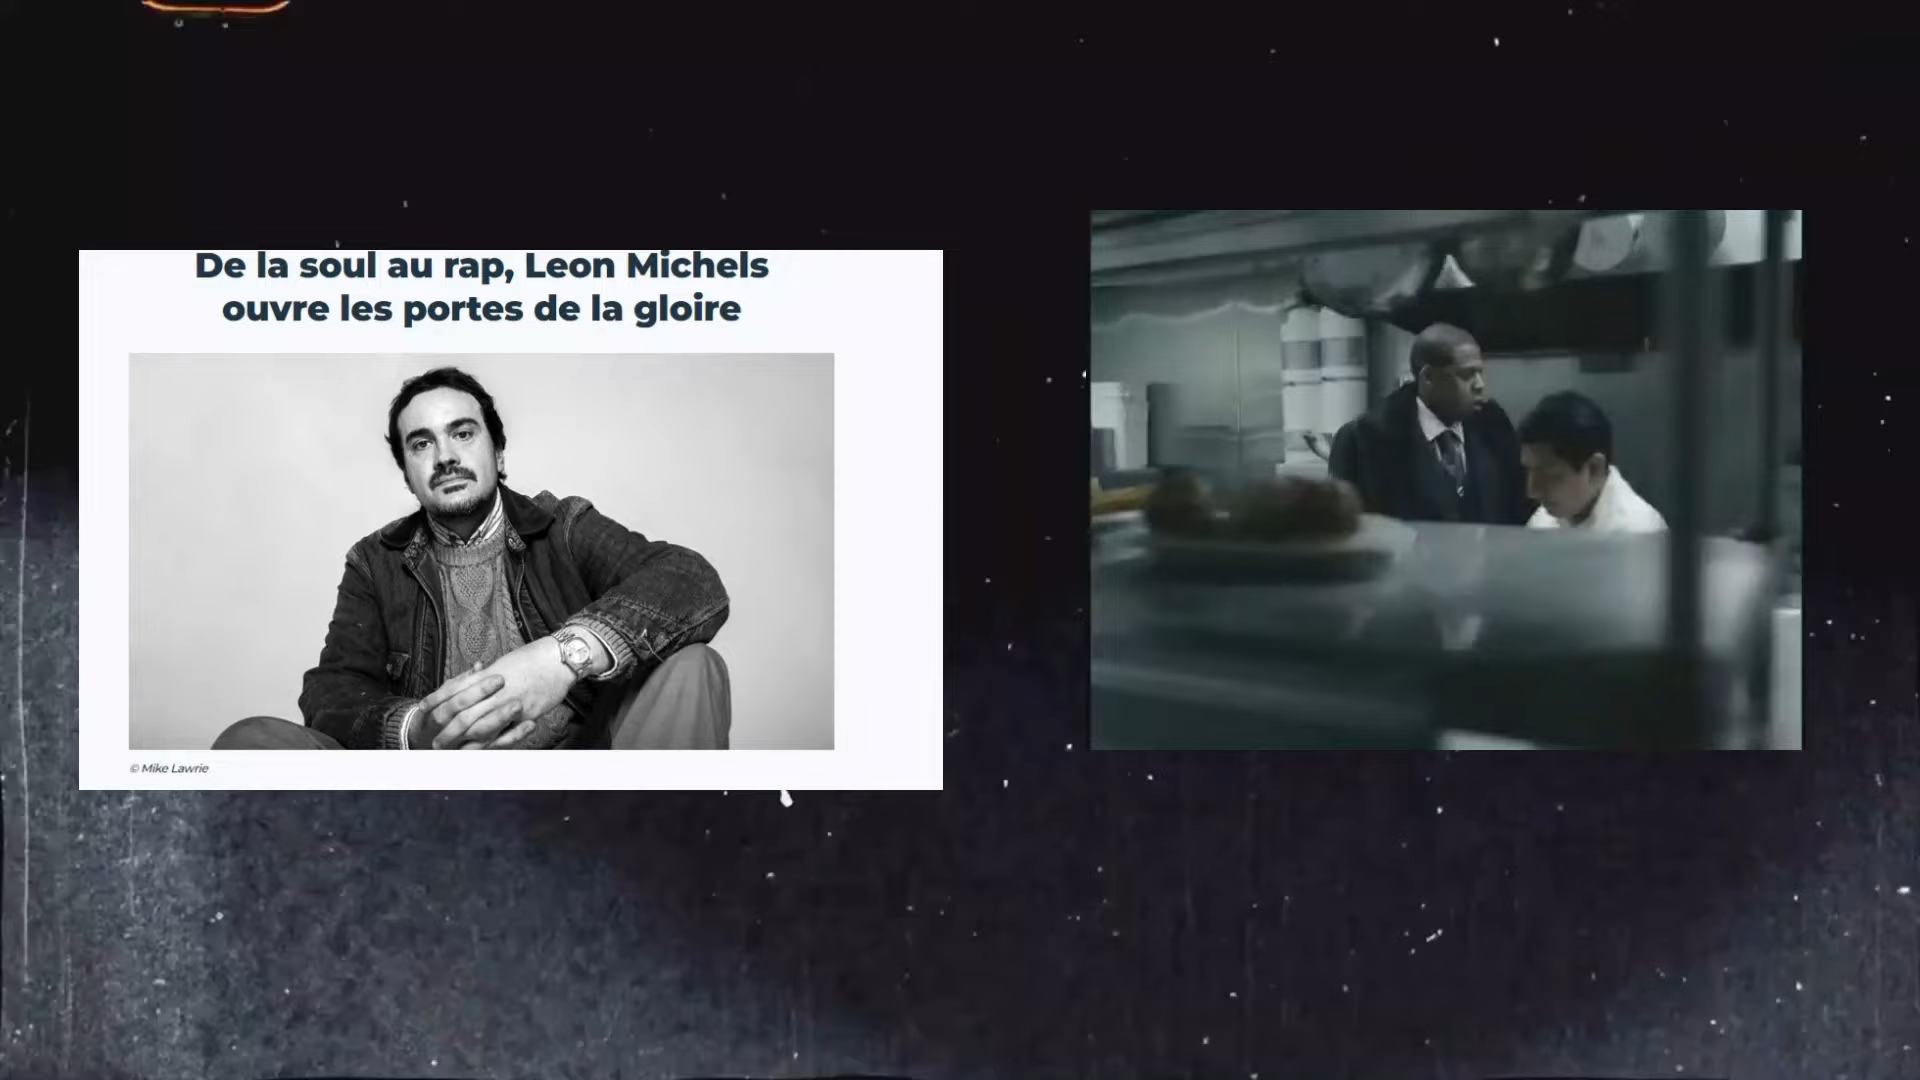 De la soul au rap, Leon Michels
ouvre les portes de la gloire
© Mike Lawrie